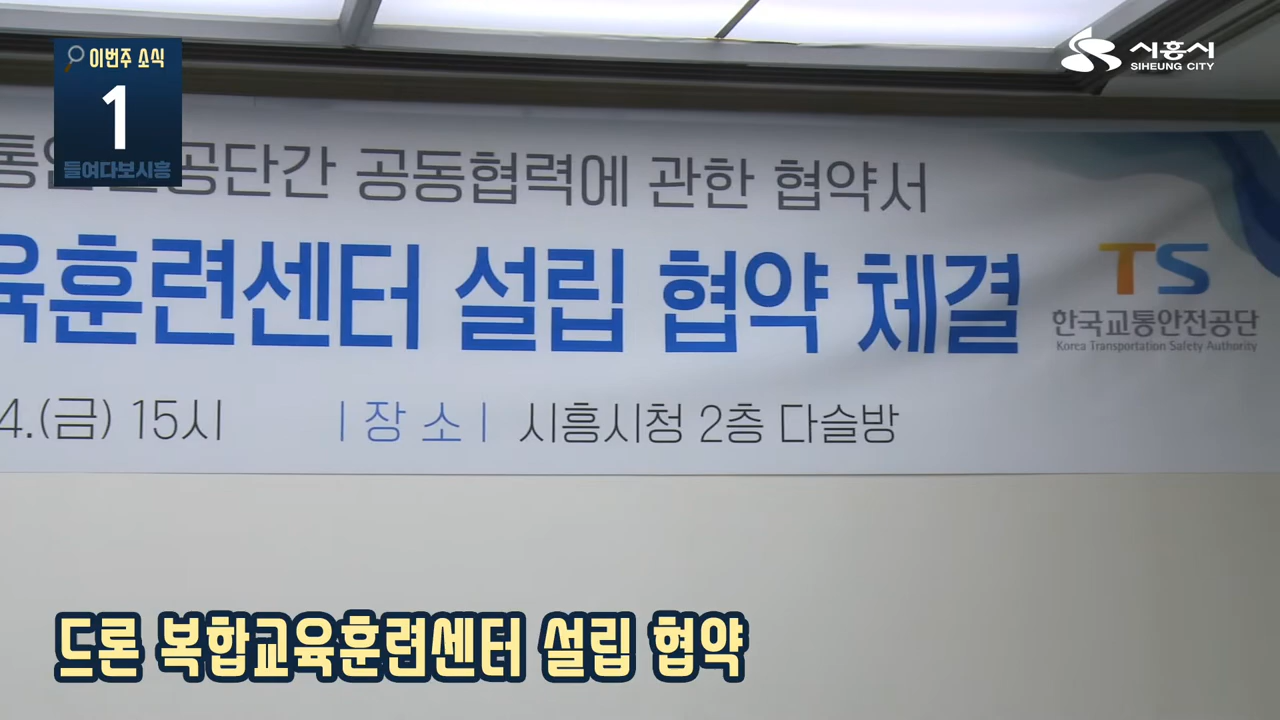 이번주 소식
1
들여다보시흥
시흥시
SIHEUNG CITY
공단간 공동협력에 관한 협약서
육훈련센터 설립 협약 체결
TS
한국교통안전공단
Korea Transportation Safety Authority
4.(금) 15시 | 장 소 | 시흥시청 2층 다슬방
드론 복합교육훈련센터 설립 협약